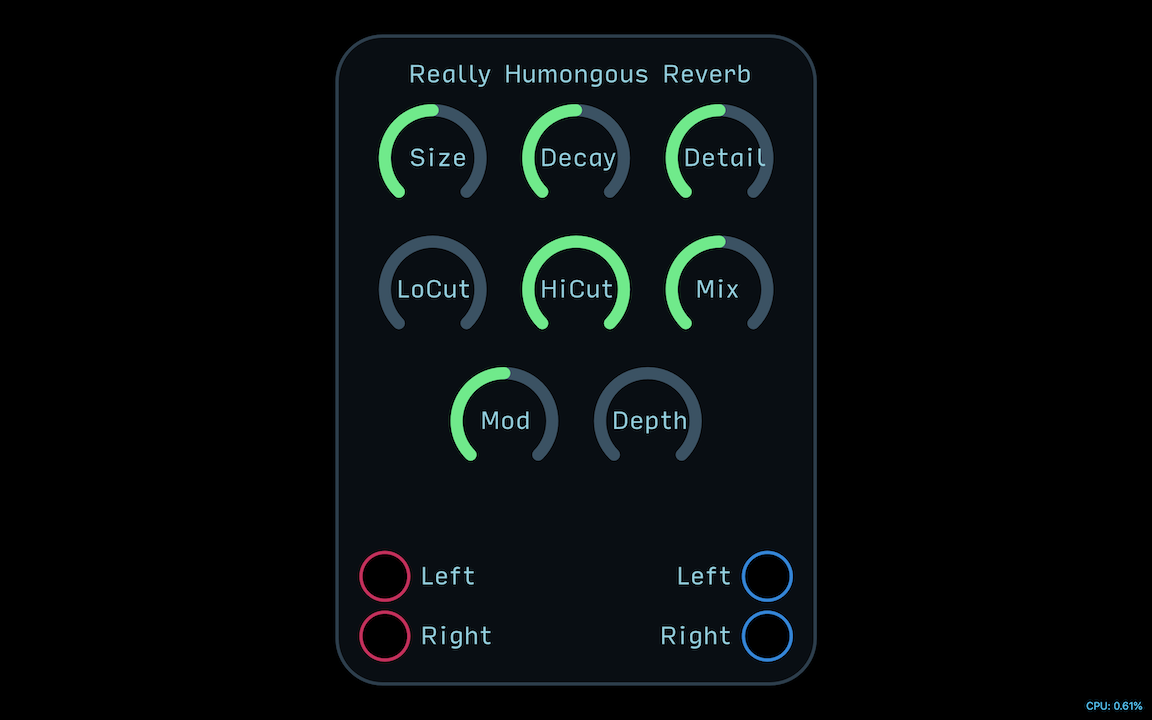 Really Humongous Reverb
Size Decay Detail
LoCut HiCut Mix
Mod Depth
Left Left
Right Right
CPU: 0.61%